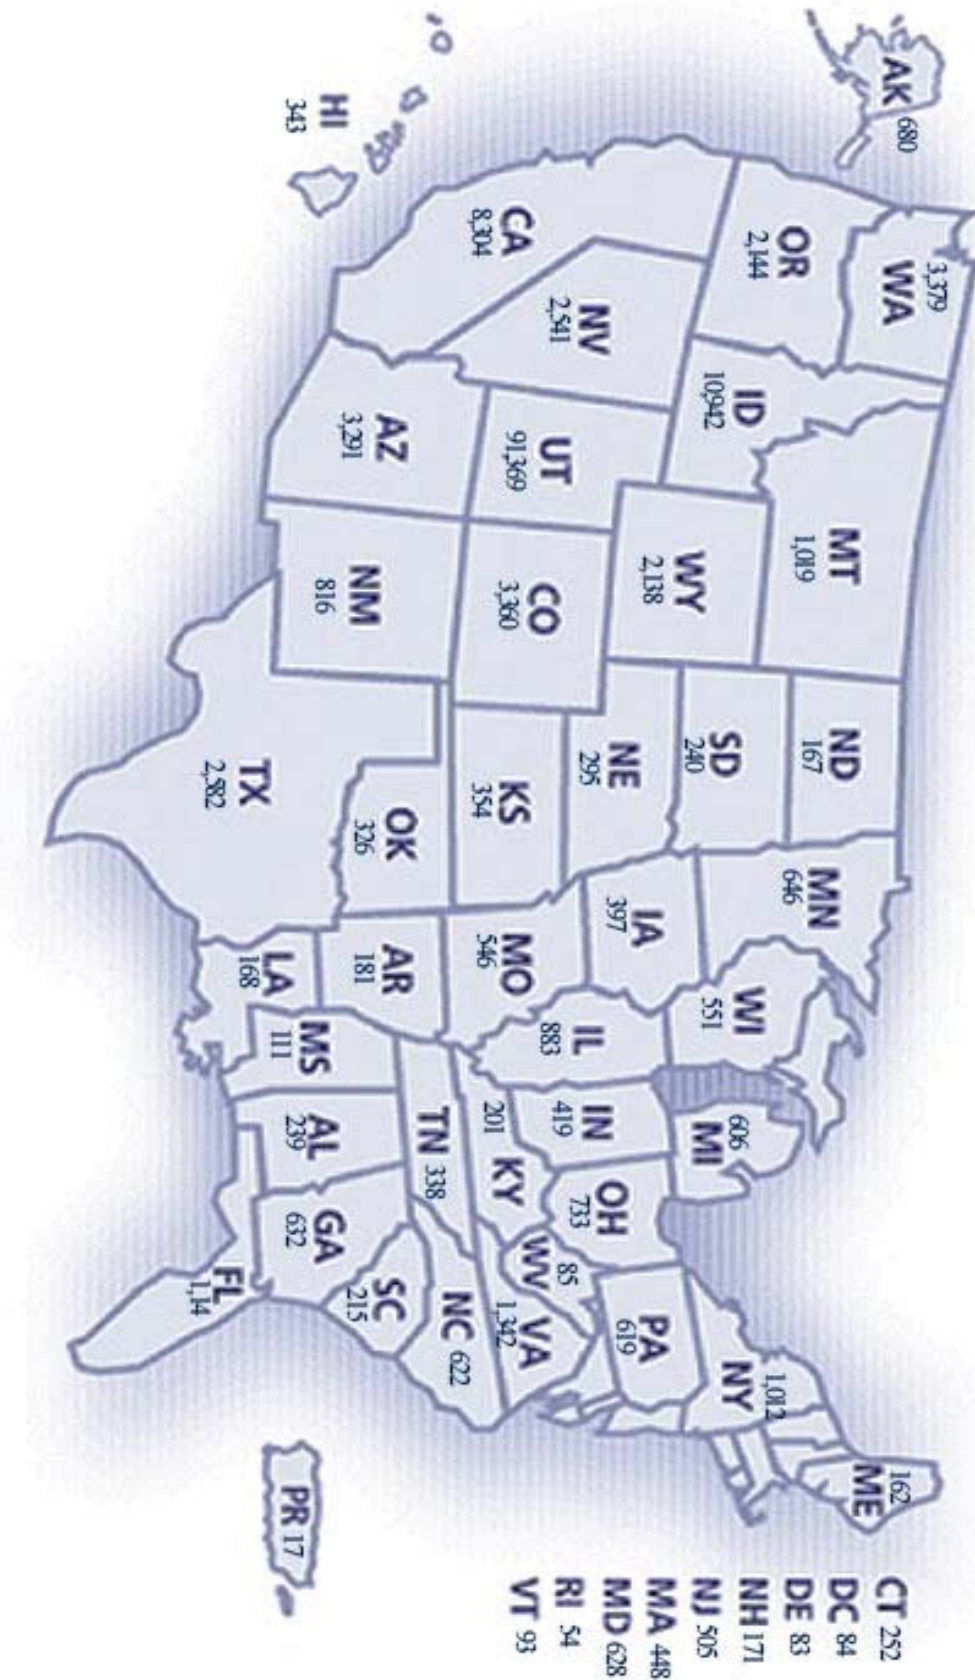 AK 680
HI
343
3,379
WA
OR
2,144
CA
8,304
NV
2,541
ID
10,942
MT
1,019
WY
2,138
UT
91,369
CO
3,360
AZ
3,291
NM
816
ND
167
SD
240
NE
295
KS
354
OK
326
TX
2,582
MN
646
IA
397
MO
546
AR
181
LA
168
WI
551
IL
883
MS
111
606
MI
IN
419
201
KY
TN 338
AL
239
OH
733
GA
632
FL
1,14
85
WV
VA
1,342
NC 622
SC
215
PA
619
1,012
NY
162
ME
PR 17
CT 252
DC 84
DE 83
NH 171
NJ 505
MA 448
MD 628
RI 54
VT 93